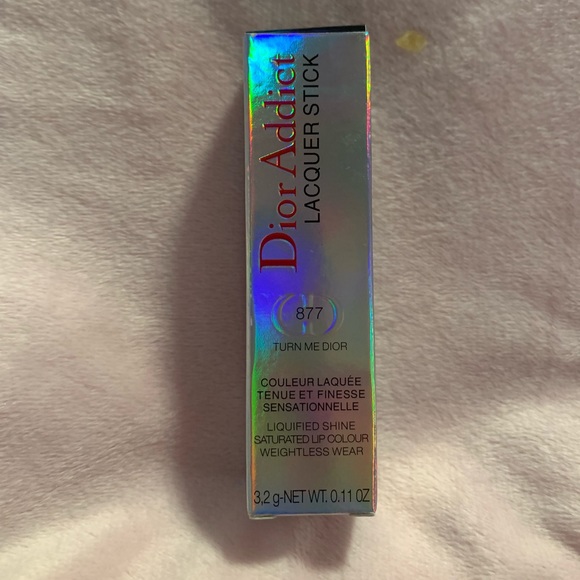 Dior Addict
LACQUER STICK
877
TURN ME DIOR
COULEUR LAQUÉE
TENUE ET FINESSE
SENSATIONNELLE
LIQUIFIED SHINE
SATURATED LIP COLOUR
WEIGHTLESS WEAR
3,2 g-NET WT. 0.11 OZ